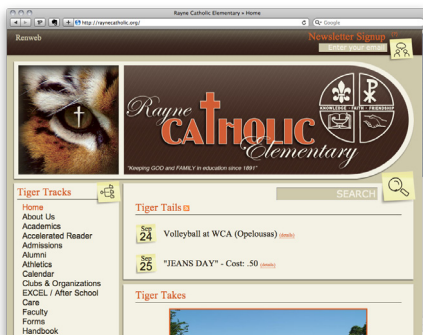 Rayne Catholic Elementary • Home
http://raynecatholic.org/
Google
Renweb
Newsletter Signup
Enter your email
KNOWLEDGE • FAITH • FRIENDSHIP
Rayne
CATHOLIC
Elementary
"Keeping GOD and FAMILY in education since 1891"
SEARCH
Tiger Tracks
Home
About Us
Academics
Accelerated Reader
Admissions
Alumni
Athletics
Calendar
Clubs & Organizations
EXCEL / After School
Care
Faculty
Forms
Handbook
Tiger Tails
Sep
24
Volleyball at WCA (Opelousas) (details)
Sep
25
"JEANS DAY" - Cost: .50 (details)
Tiger Takes